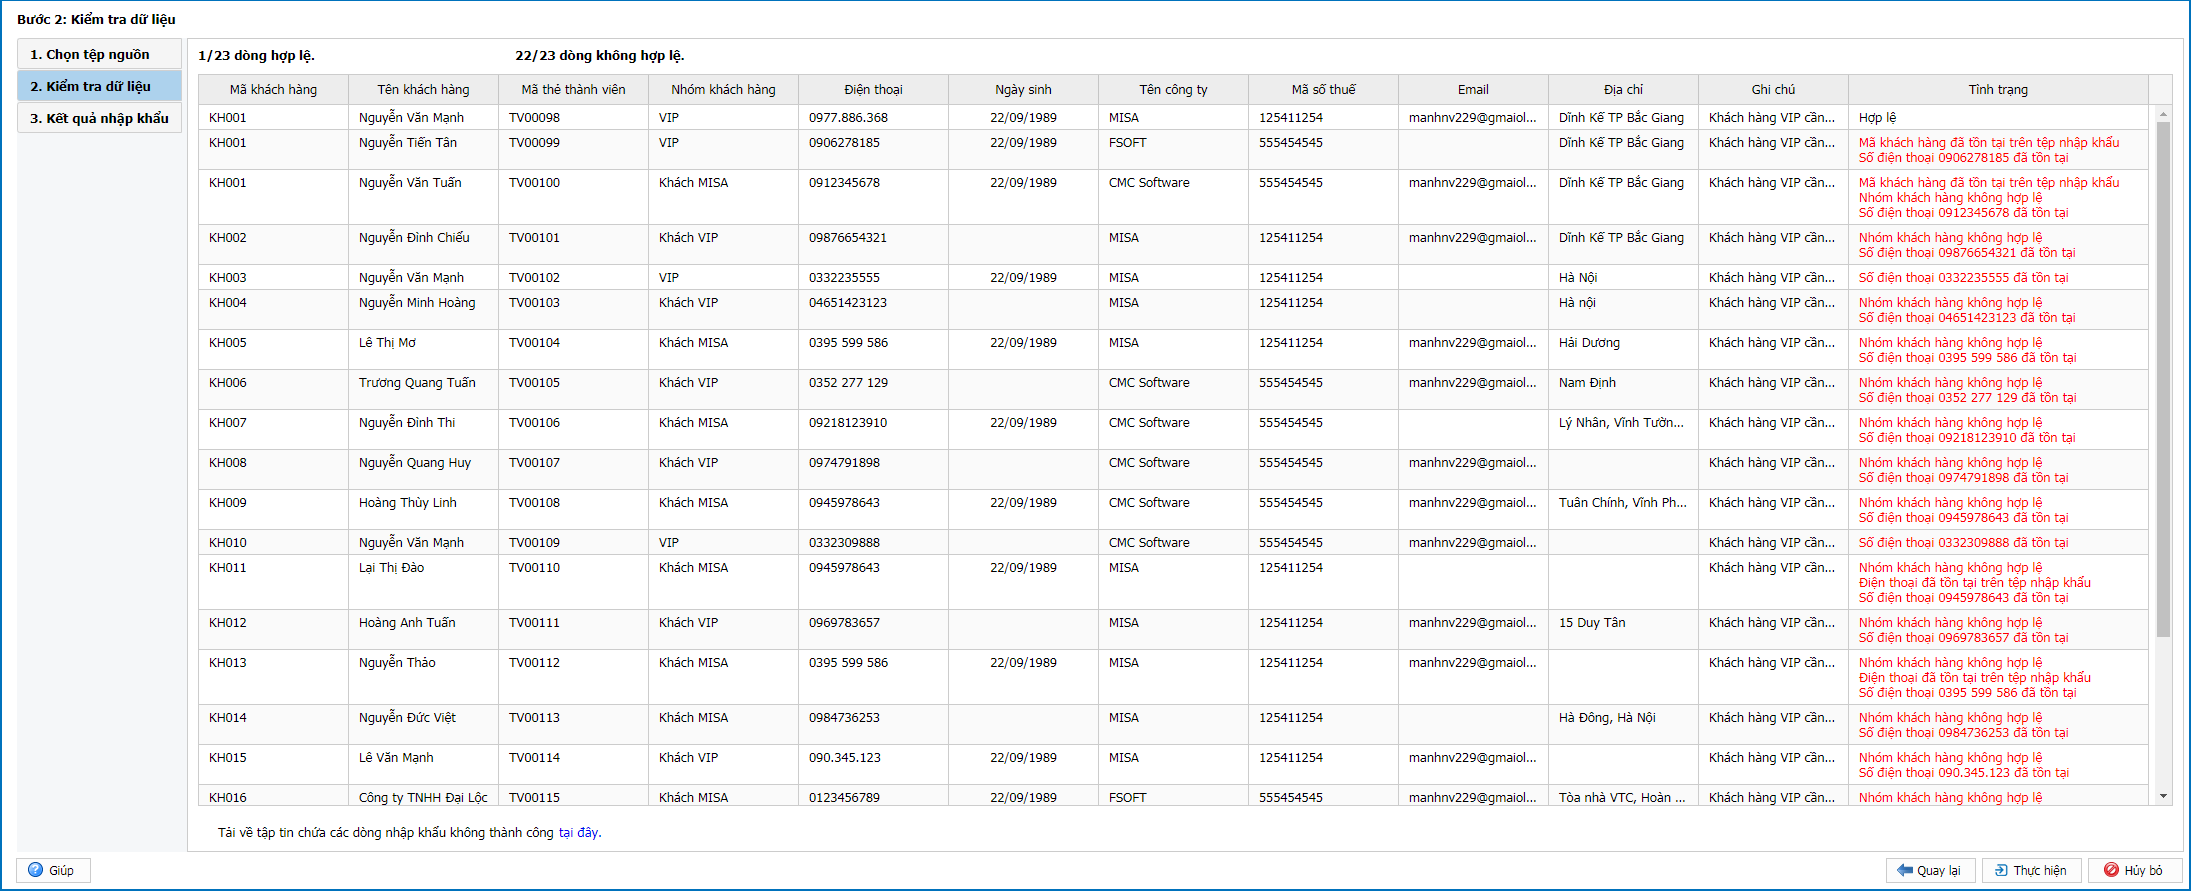 Bước 2: Kiểm tra dữ liệu
1. Chọn tệp nguồn
2. Kiểm tra dữ liệu
3. Kết quả nhập khẩu
1/23 dòng hợp lệ. 22/23 dòng không hợp lệ.
Mã khách hàng Tên khách hàng Mã thẻ thành viên Nhóm khách hàng Điện thoại Ngày sinh Tên công ty Mã số thuế Email Địa chỉ Ghi chú Tình trạng
KH001 Nguyễn Văn Mạnh TV00098 VIP 0977.886.368 22/09/1989 MISA 125411254 manhnv229@gmaiol... Dĩnh Kế TP Bắc Giang Khách hàng VIP cần... Hợp lệ
KH001 Nguyễn Tiến Tân TV00099 VIP 0906278185 22/09/1989 FSOFT 555454545 Dĩnh Kế TP Bắc Giang Khách hàng VIP cần... Mã khách hàng đã tồn tại trên tệp nhập khẩu
Số điện thoại 0906278185 đã tồn tại
KH001 Nguyễn Văn Tuấn TV00100 Khách MISA 0912345678 22/09/1989 CMC Software 555454545 manhnv229@gmaiol... Dĩnh Kế TP Bắc Giang Khách hàng VIP cần... Mã khách hàng đã tồn tại trên tệp nhập khẩu
Nhóm khách hàng không hợp lệ
Số điện thoại 0912345678 đã tồn tại
KH002 Nguyễn Đình Chiếu TV00101 Khách VIP 09876654321 MISA 125411254 manhnv229@gmaiol... Dĩnh Kế TP Bắc Giang Khách hàng VIP cần... Nhóm khách hàng không hợp lệ
Số điện thoại 09876654321 đã tồn tại
KH003 Nguyễn Văn Mạnh TV00102 VIP 0332235555 22/09/1989 MISA 125411254 Hà Nội Khách hàng VIP cần... Số điện thoại 0332235555 đã tồn tại
KH004 Nguyễn Minh Hoàng TV00103 Khách VIP 04651423123 MISA 125411254 Hà nội Khách hàng VIP cần... Nhóm khách hàng không hợp lệ
Số điện thoại 04651423123 đã tồn tại
KH005 Lê Thị Mơ TV00104 Khách MISA 0395 599 586 22/09/1989 MISA 125411254 manhnv229@gmaiol... Hải Dương Khách hàng VIP cần... Nhóm khách hàng không hợp lệ
Số điện thoại 0395 599 586 đã tồn tại
KH006 Trương Quang Tuấn TV00105 Khách VIP 0352 277 129 CMC Software 555454545 manhnv229@gmaiol... Nam Định Khách hàng VIP cần... Nhóm khách hàng không hợp lệ
Số điện thoại 0352 277 129 đã tồn tại
KH007 Nguyễn Đình Thi TV00106 Khách MISA 09218123910 22/09/1989 CMC Software 555454545 Lý Nhân, Vĩnh Tườn... Khách hàng VIP cần... Nhóm khách hàng không hợp lệ
Số điện thoại 09218123910 đã tồn tại
KH008 Nguyễn Quang Huy TV00107 Khách VIP 0974791898 CMC Software 555454545 manhnv229@gmaiol... Khách hàng VIP cần... Nhóm khách hàng không hợp lệ
Số điện thoại 0974791898 đã tồn tại
KH009 Hoàng Thùy Linh TV00108 Khách MISA 0945978643 22/09/1989 CMC Software 555454545 manhnv229@gmaiol... Tuân Chính, Vĩnh Ph... Khách hàng VIP cần... Nhóm khách hàng không hợp lệ
Số điện thoại 0945978643 đã tồn tại
KH010 Nguyễn Văn Mạnh TV00109 VIP 0332309888 CMC Software 555454545 manhnv229@gmaiol... Khách hàng VIP cần... Số điện thoại 0332309888 đã tồn tại
KH011 Lại Thị Đào TV00110 Khách MISA 0945978643 22/09/1989 MISA 125411254 Khách hàng VIP cần... Nhóm khách hàng không hợp lệ
Điện thoại đã tồn tại trên tệp nhập khẩu
Số điện thoại 0945978643 đã tồn tại
KH012 Hoàng Anh Tuấn TV00111 Khách VIP 0969783657 MISA 125411254 manhnv229@gmaiol... 15 Duy Tân Khách hàng VIP cần... Nhóm khách hàng không hợp lệ
Số điện thoại 0969783657 đã tồn tại
KH013 Nguyễn Thảo TV00112 Khách MISA 0395 599 586 22/09/1989 MISA 125411254 manhnv229@gmaiol... Khách hàng VIP cần... Nhóm khách hàng không hợp lệ
Điện thoại đã tồn tại trên tệp nhập khẩu
Số điện thoại 0395 599 586 đã tồn tại
KH014 Nguyễn Đức Việt TV00113 Khách MISA 0984736253 MISA 125411254 Hà Đông, Hà Nội Khách hàng VIP cần... Nhóm khách hàng không hợp lệ
Số điện thoại 0984736253 đã tồn tại
KH015 Lê Văn Mạnh TV00114 Khách VIP 090.345.123 22/09/1989 MISA 125411254 manhnv229@gmaiol... Khách hàng VIP cần... Nhóm khách hàng không hợp lệ
Số điện thoại 090.345.123 đã tồn tại
KH016 Công ty TNHH Đại Lộc TV00115 Khách MISA 0123456789 22/09/1989 FSOFT 555454545 manhnv229@gmaiol... Tòa nhà VTC, Hoàn ... Khách hàng VIP cần... Nhóm khách hàng không hợp lệ
Tải về tập tin chứa các dòng nhập khẩu không thành công tại đây.
Giúp Quay lại Thực hiện Hủy bỏ